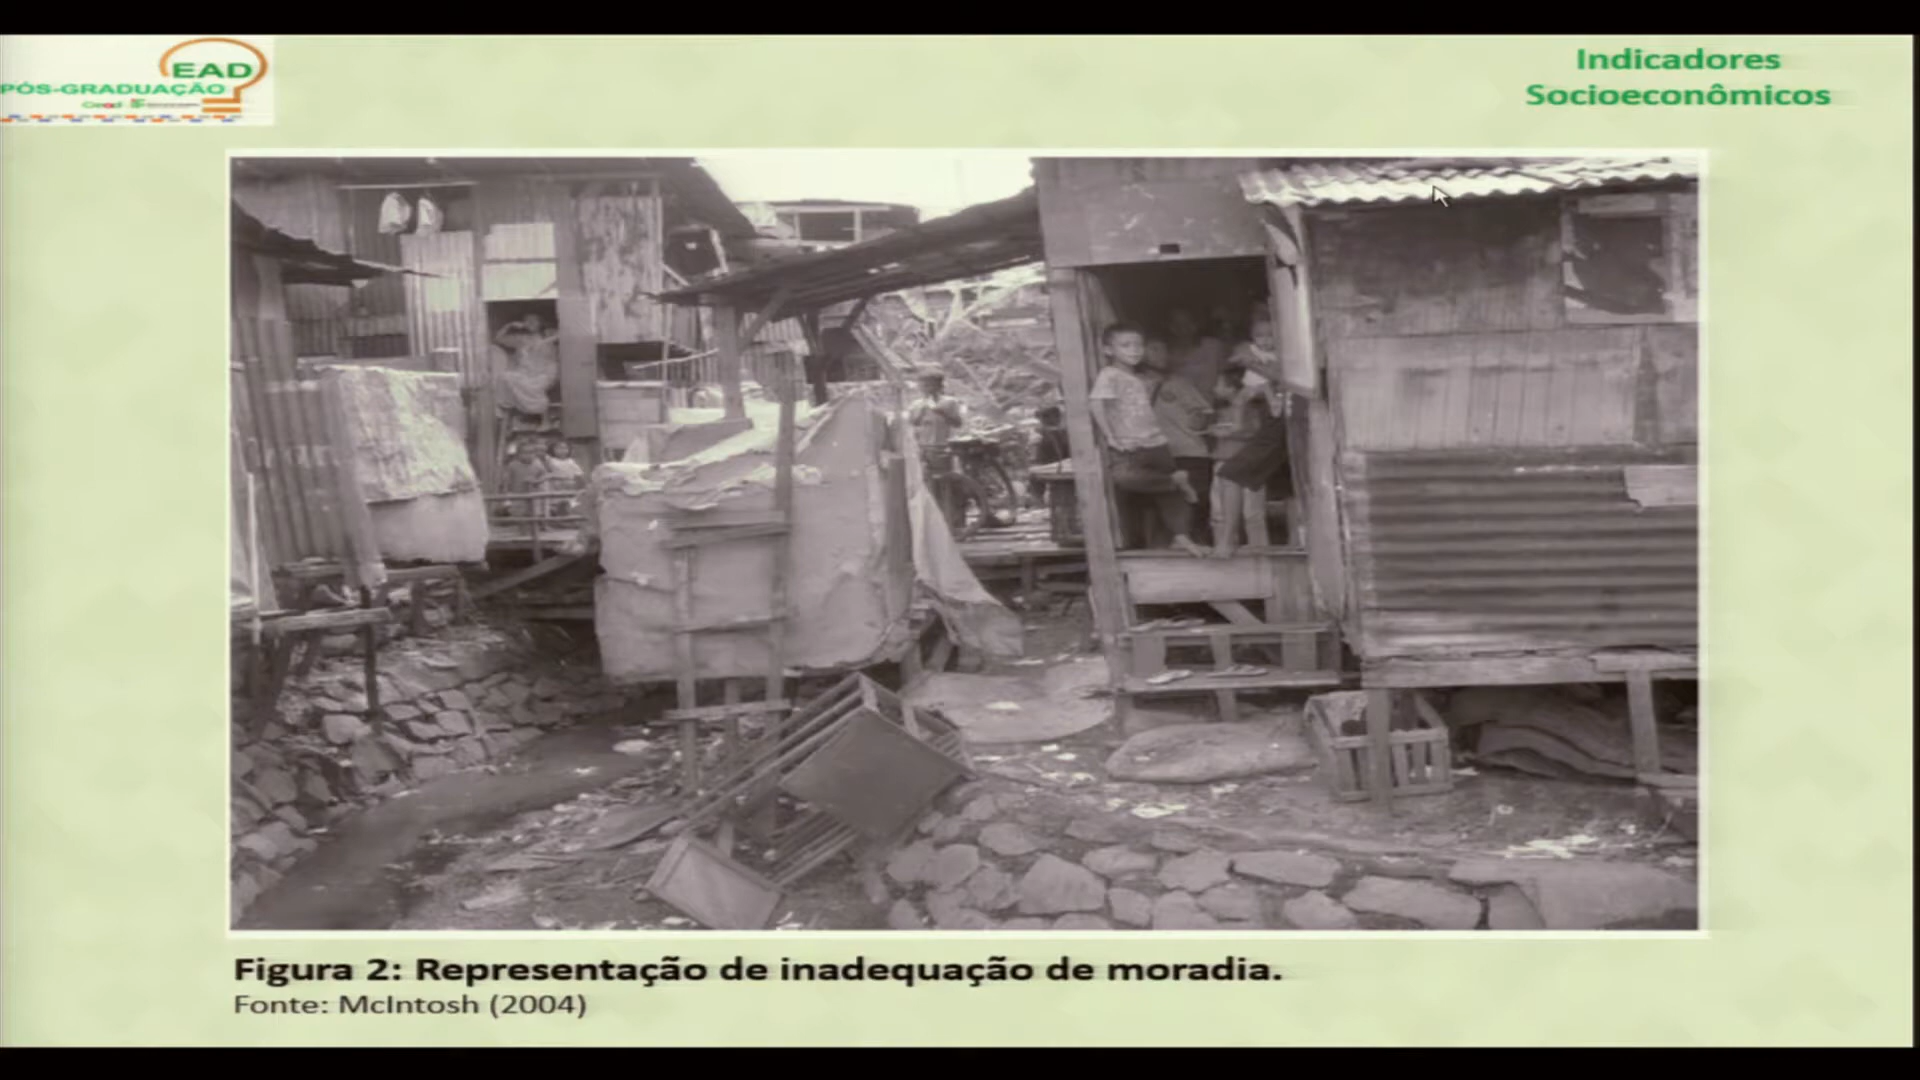 EAD
PÓS-GRADUAÇÃO
Indicadores
Socioeconômicos
Figura 2: Representação de inadequação de moradia.
Fonte: McIntosh (2004)